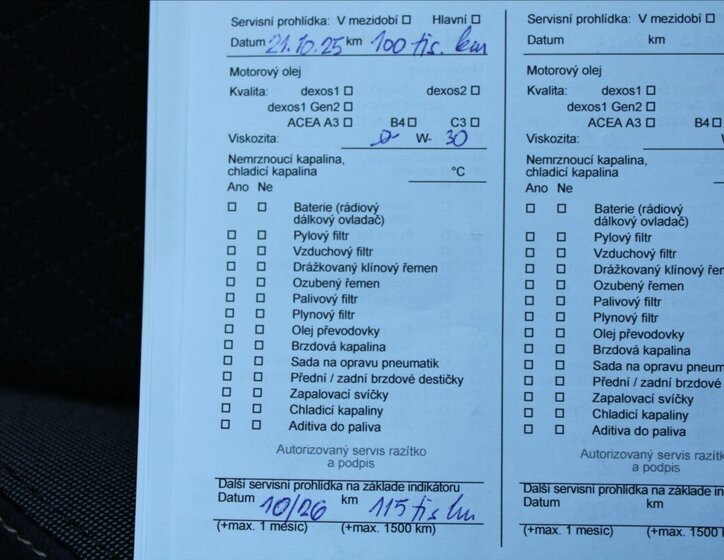 Servisní prohlídka: V mezidobí ☐ Hlavní ☐
Datum 21.10.25 km 100 tis. km
Motorový olej
Kvalita: dexos1 ☐ dexos2 ☐
dexos1 Gen2 ☐
ACEA A3 ☐ B4 ☐ C3 ☐
Viskozita: W- 30
Nemrznoucí kapalina,
chladicí kapalina °C
Ano Ne
☐ ☐ Baterie (rádiový
dálkový ovladač)
☐ ☐ Pylový filtr
☐ ☐ Vzduchový filtr
☐ ☐ Drážkovaný klínový řemen
☐ ☐ Ozubený řemen
☐ ☐ Palivový filtr
☐ ☐ Plynový filtr
☐ ☐ Olej převodovky
☐ ☐ Brzdová kapalina
☐ ☐ Sada na opravu pneumatik
☐ ☐ Přední / zadní brzdové destičky
☐ ☐ Zapalovací svíčky
☐ ☐ Chladicí kapaliny
☐ ☐ Aditiva do paliva
Autorizovaný servis razítko
a podpis
Další servisní prohlídka na základe indikátoru
Datum 10/26 km 115 tis km
(+max. 1 mesíc) (+max. 1500 km)
Servisní prohlídka: V mezidobí ☐
Datum km
Motorový olej
Kvalita: dexos1 ☐
dexos1 Gen2 ☐
ACEA A3 ☐ B4 ☐
Viskozita:
Nemrznoucí kapalina,
chladicí kapalina
Ano Ne
☐ ☐ Baterie (rádiový
dálkový ovladač)
☐ ☐ Pylový filtr
☐ ☐ Vzduchový filtr
☐ ☐ Drážkovaný klínový
☐ ☐ Ozubený řemen
☐ ☐ Palivový filtr
☐ ☐ Plynový filtr
☐ ☐ Olej převodovky
☐ ☐ Brzdová kapalina
☐ ☐ Sada na opravu
☐ ☐ Přední / zadní brzdové
☐ ☐ Zapalovací svíčky
☐ ☐ Chladicí kapaliny
☐ ☐ Aditiva do paliva
Autorizovaný servis
a podpis
Další servisní prohlídka na základe
Datum km
(+max. 1 mesíc) (+max. 1500